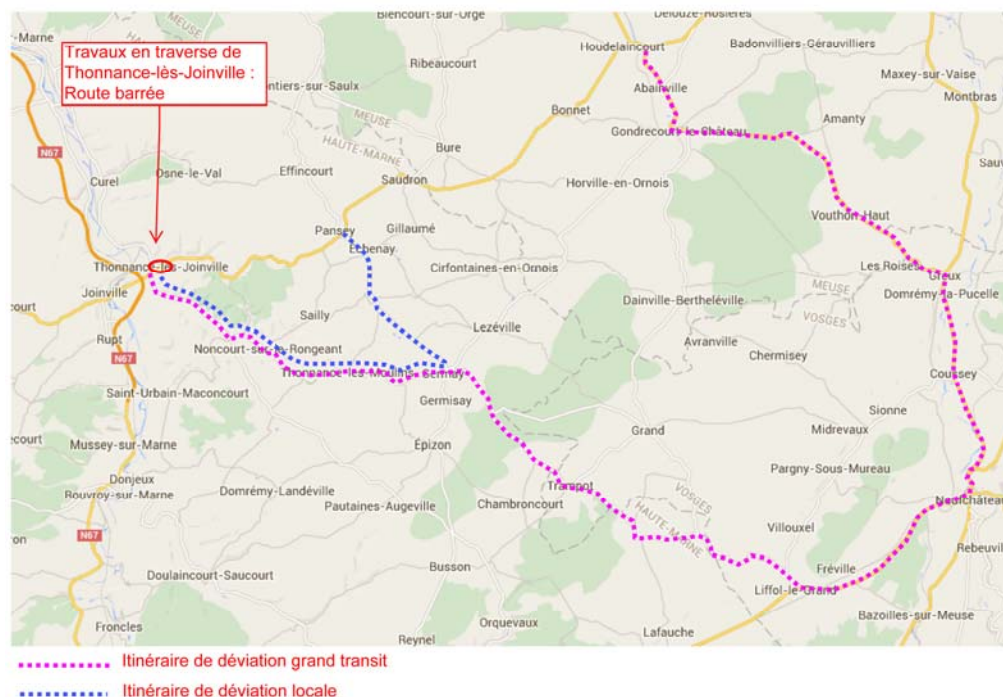 Biencourt-sur-Orge
Delouze-Rosières
Marne
MEUSE
Travaux en traverse de
Thonnance-lès-Joinville :
Route barrée
Houdelaincourt
Badonvilliers-Gérauvilliers
Ribeaucourt
Abainville
Maxey-sur-Vaise
ontiers-sur-Saulx
Montbras
Bonnet
MEUSE
Amanty
Gondrecourt-le-Château
HAUTE-MARNE
Bure
N67
Osne-le-Val
Effincourt
Curel
Saudron
Horville-en-Ornois
Vouthon-Haut
Pansey
Gillaumé
Échenay
Thonnance-lès-Joinville
Cirfontaines-en-Ornois
Les Roises
Greux
MEUSE
Domrémy-la-Pucelle
Joinville
court
Dainville-Bertheléville
VOSGES
Sailly
Lezéville
Rupt
Noncourt-sur-le-Rongeant
Avranville
Chermisey
N67
Thonnance-les-Moulins
Germay
Coussey
Saint-Urbain-Maconcourt
Germisay
Sionne
Grand
Midrevaux
Mussey-sur-Marne
Épizon
Donjeux
Pargny-Sous-Mureau
Domrémy-Landéville
Trampot
Rouvroy-sur-Marne
VOSGES
Neufchâteau
Pautaines-Augeville
Chambroncourt
HAUTE-MARNE
Villouxel
N67
Rebeuvil
Busson
Fréville
Doulaincourt-Saucourt
Liffol-le-Grand
Bazoilles-sur-Meuse
Froncles
Orquevaux
Reynel
Lafauche
Itinéraire de déviation grand transit
Itinéraire de déviation locale